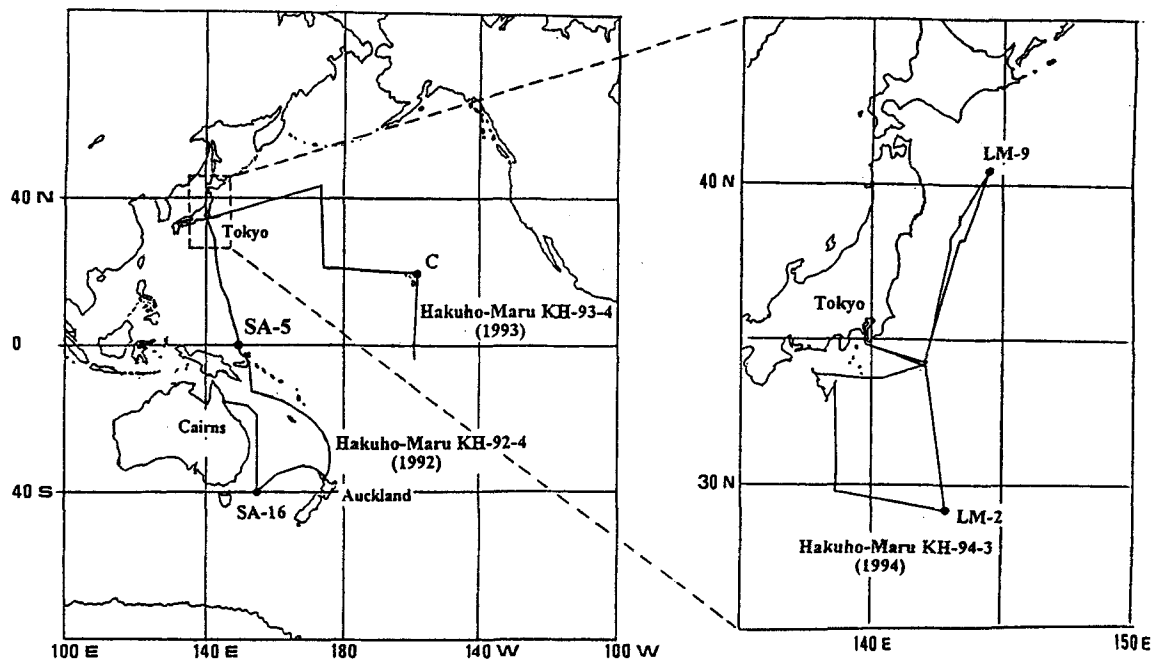 40 N
0
40 S
100 E
140 E
180
140 W
100 W
Tokyo
C
Hakuho-Maru KH-93-4
(1993)
SA-5
Cairns
Hakuho-Maru KH-92-4
(1992)
Auckland
SA-16
LM-9
40 N
Tokyo
30 N
LM-2
Hakuho-Maru KH-94-3
(1994)
140 E
150 E